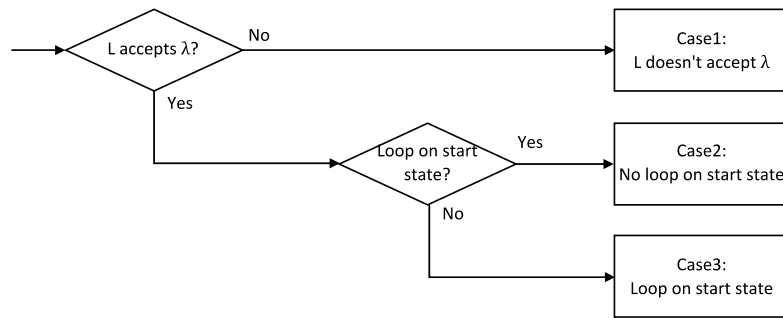 L accepts λ?
No
Case1:
L doesn't accept λ
Yes
Loop on start
state?
Yes
Case2:
No loop on start state
No
Case3:
Loop on start state